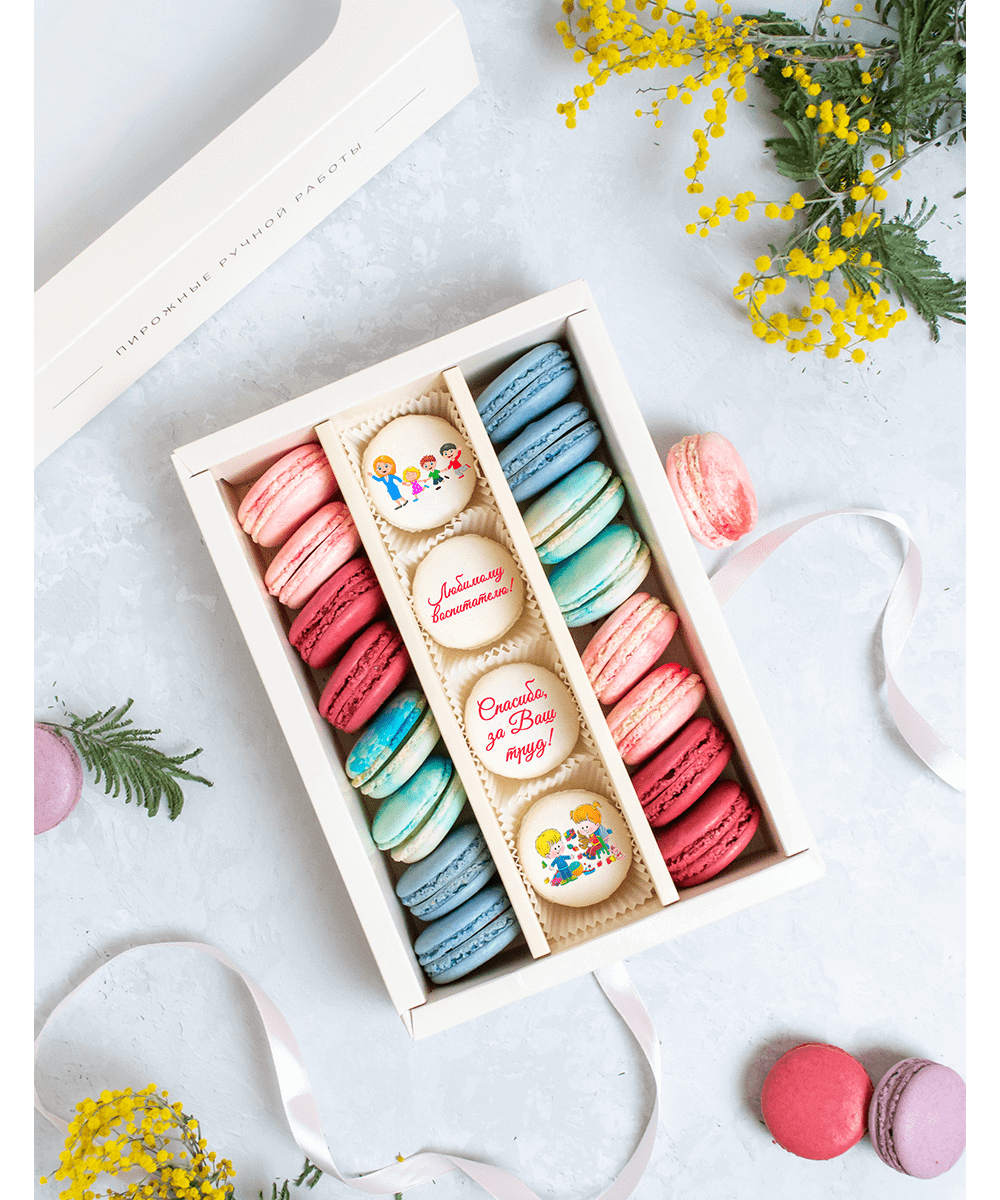 ПИРОЖНЫЕ РУЧНОЙ РАБОТЫ
Любимому
воспитателю!
Спасибо,
за Ваш
труд!